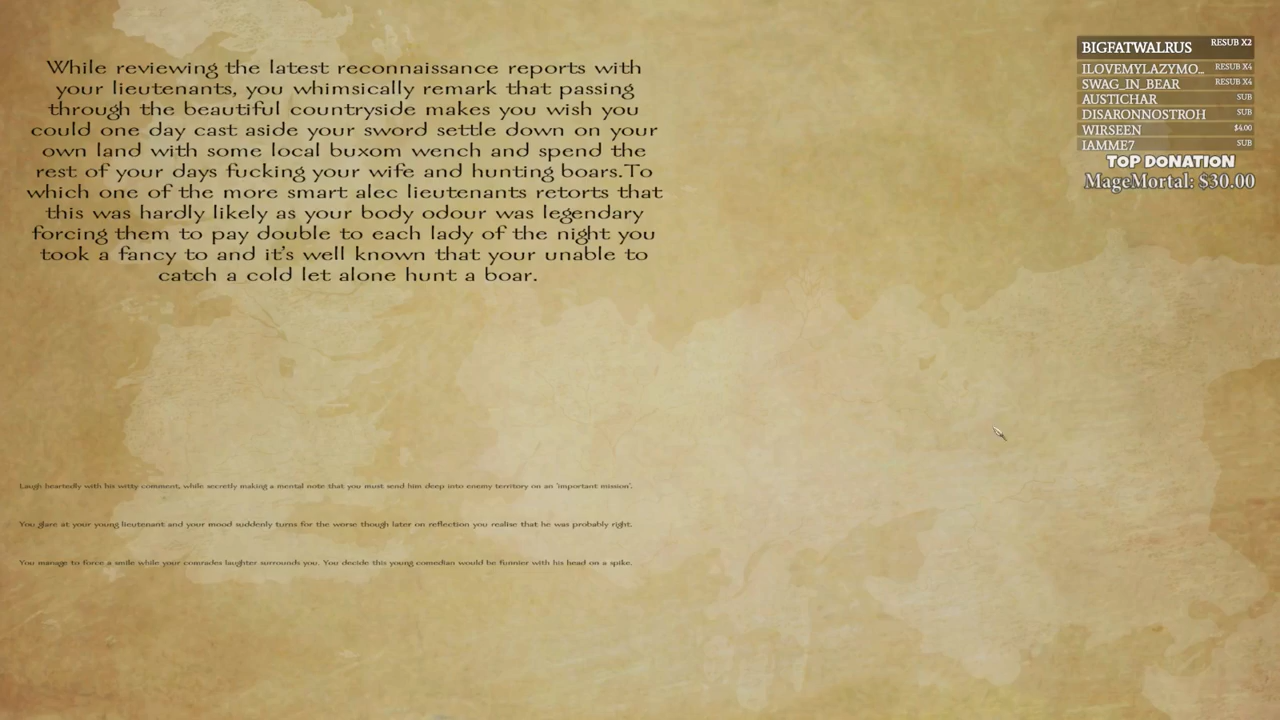 While reviewing the latest reconnaissance reports with
your lieutenants, you whimsically remark that passing
through the beautiful countryside makes you wish you
could one day cast aside your sword settle down on your
own land with some local buxom wench and spend the
rest of your days fucking your wife and hunting boars.To
which one of the more smart alec lieutenants retorts that
this was hardly likely as your body odour was legendary
forcing them to pay double to each lady of the night you
took a fancy to and it's well known that your unable to
catch a cold let alone hunt a boar.
Laugh heartedly with his witty comment, while secretly making a mental note that you must send him deep into enemy territory on an 'important mission'.
You glare at your young lieutenant and your mood suddenly turns for the worse though later on reflection you realise that he was probably right.
You manage to force a smile while your comrades laughter surrounds you. You decide this young comedian would be funnier with his head on a spike.
BIGFATWALRUS RESUB X2
ILOVEMYLAZYMO... RESUB X4
SWAG_IN_BEAR RESUB X4
AUSTICHAR SUB
DISARONNOSTROH SUB
WIRSEEN $4.00
IAMME7 SUB
TOP DONATION
MageMortal: $30.00